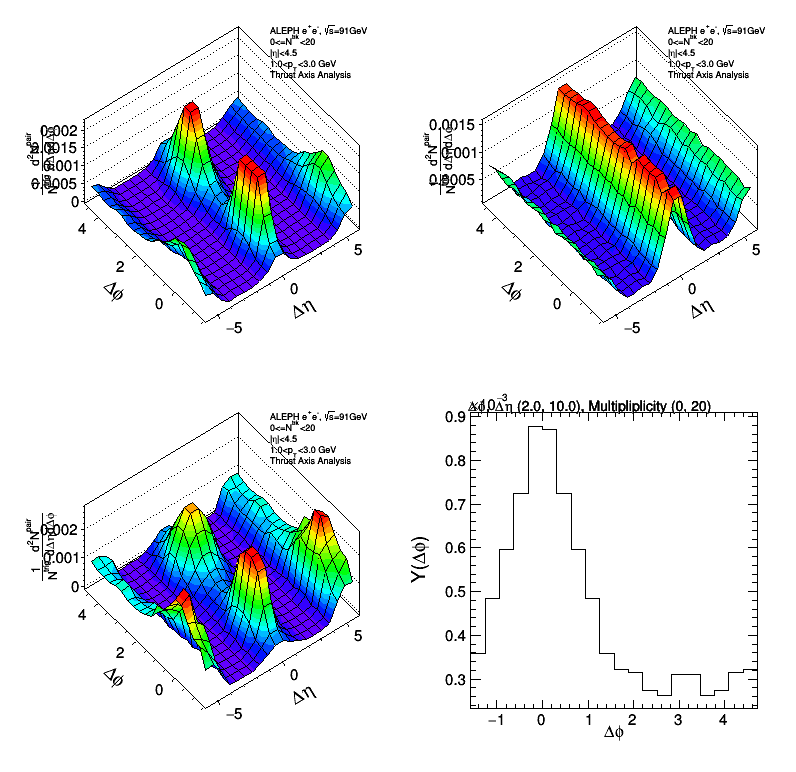 ALEPH e⁺e⁻, √s=91GeV
0<=N^trk<20
|η|<4.5
1.0<p_T<3.0 GeV
Thrust Axis Analysis
0.002
0.0015
0.001
0.0005
0
4
2
0
Δφ
−5
0
5
Δη
ALEPH e⁺e⁻, √s=91GeV
0<=N^trk<20
|η|<4.5
1.0<p_T<3.0 GeV
Thrust Axis Analysis
0.0015
0.001
0.0005
4
2
0
Δφ
−5
0
5
Δη
ALEPH e⁺e⁻, √s=91GeV
0<=N^trk<20
|η|<4.5
1.0<p_T<3.0 GeV
Thrust Axis Analysis
1/N^trig d²N^pair/dΔηdΔφ
0.002
0.001
0
4
2
0
Δφ
−5
0
5
Δη
Δφ, Δη (2.0, 10.0), Multipliplicity (0, 20)
×10⁻³
0.9
0.8
0.7
0.6
0.5
0.4
0.3
Y(Δφ)
−1
0
1
2
3
4
Δφ